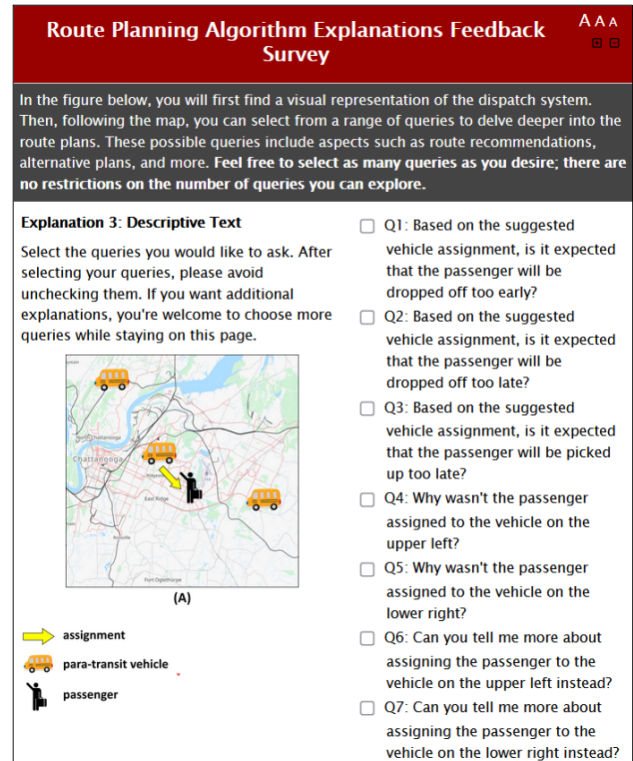 Route Planning Algorithm Explanations Feedback
Survey
A A A
In the figure below, you will first find a visual representation of the dispatch system.
Then, following the map, you can select from a range of queries to delve deeper into the
route plans. These possible queries include aspects such as route recommendations,
alternative plans, and more. Feel free to select as many queries as you desire; there are
no restrictions on the number of queries you can explore.
Explanation 3: Descriptive Text
Select the queries you would like to ask. After
selecting your queries, please avoid
unchecking them. If you want additional
explanations, you're welcome to choose more
queries while staying on this page.
North Chattanooga
Chattanooga
East Ridge
Rossville
Fort Oglethorpe
(A)
assignment
para-transit vehicle
passenger
Q1: Based on the suggested
vehicle assignment, is it expected
that the passenger will be
dropped off too early?
Q2: Based on the suggested
vehicle assignment, is it expected
that the passenger will be
dropped off too late?
Q3: Based on the suggested
vehicle assignment, is it expected
that the passenger will be picked
up too late?
Q4: Why wasn't the passenger
assigned to the vehicle on the
upper left?
Q5: Why wasn't the passenger
assigned to the vehicle on the
lower right?
Q6: Can you tell me more about
assigning the passenger to the
vehicle on the upper left instead?
Q7: Can you tell me more about
assigning the passenger to the
vehicle on the lower right instead?